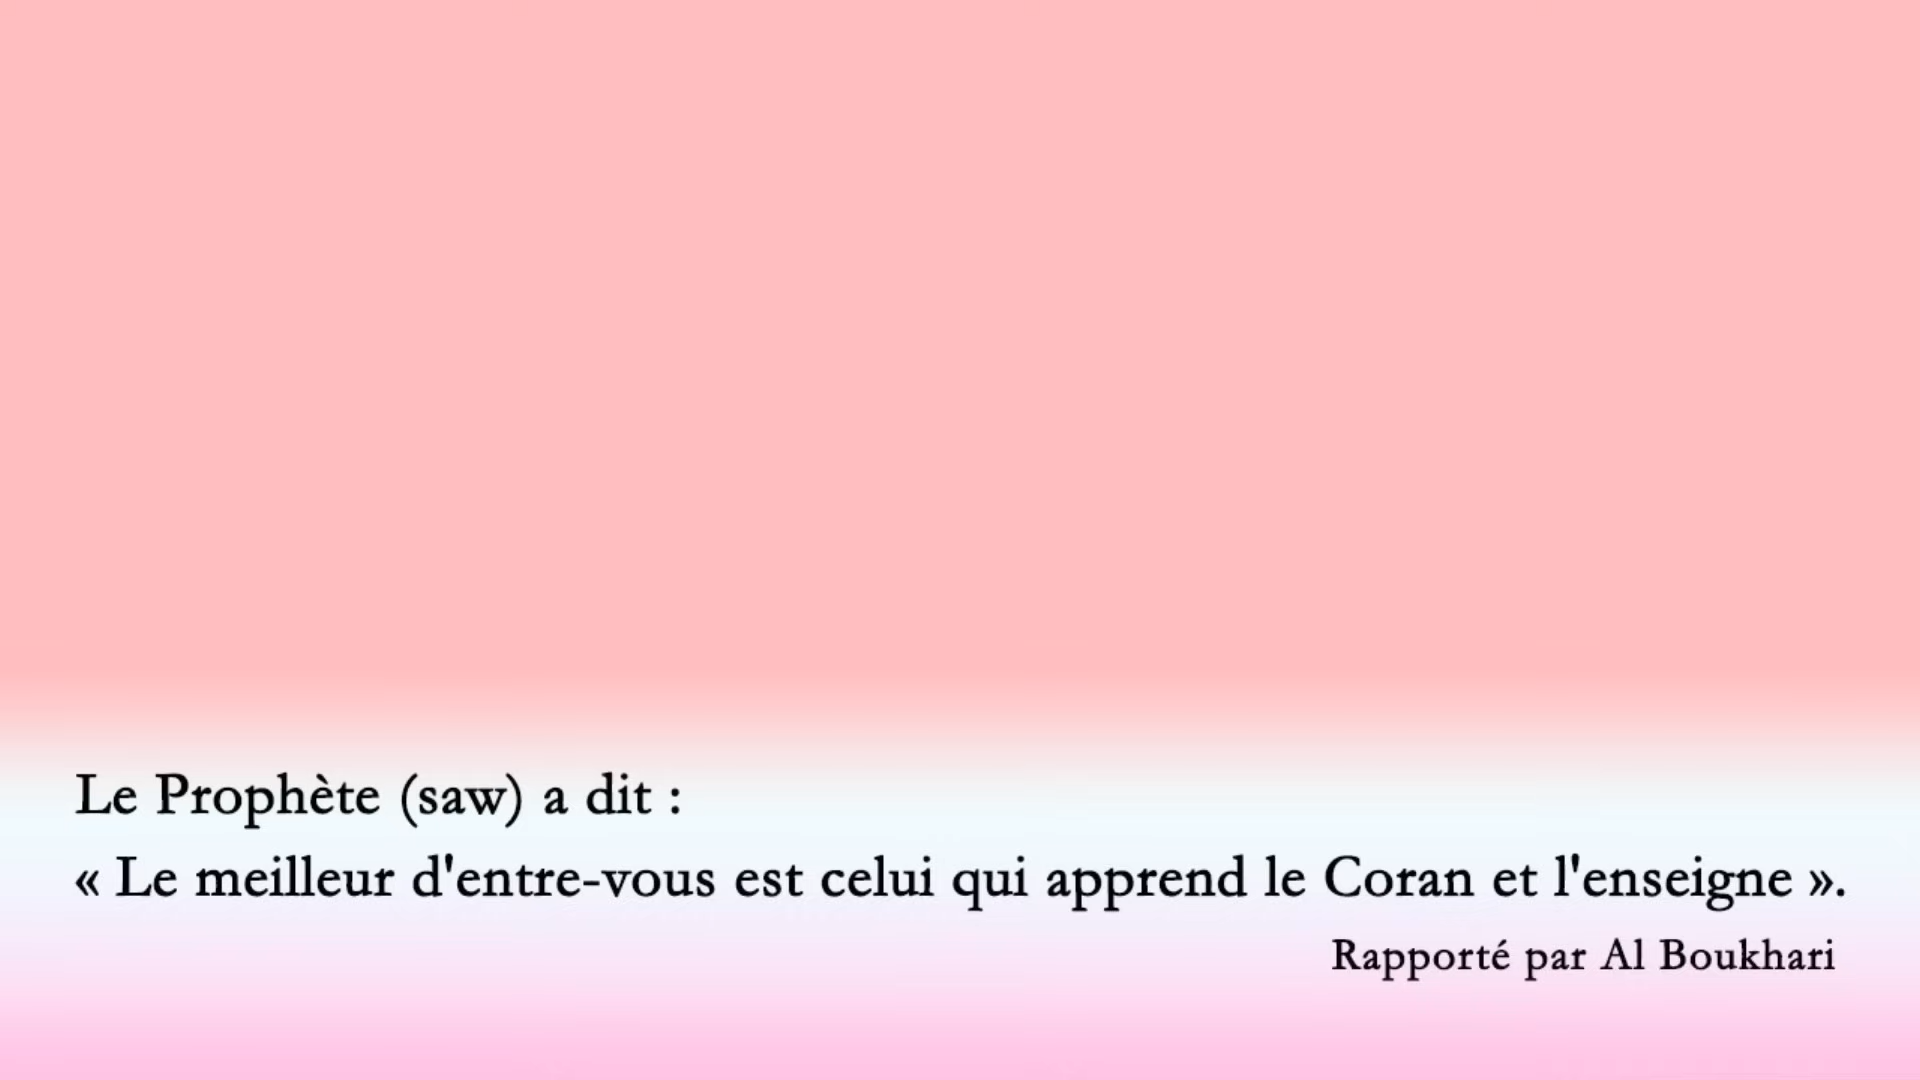 Le Prophète (saw) a dit :
« Le meilleur d'entre-vous est celui qui apprend le Coran et l'enseigne ».
Rapporté par Al Boukhari